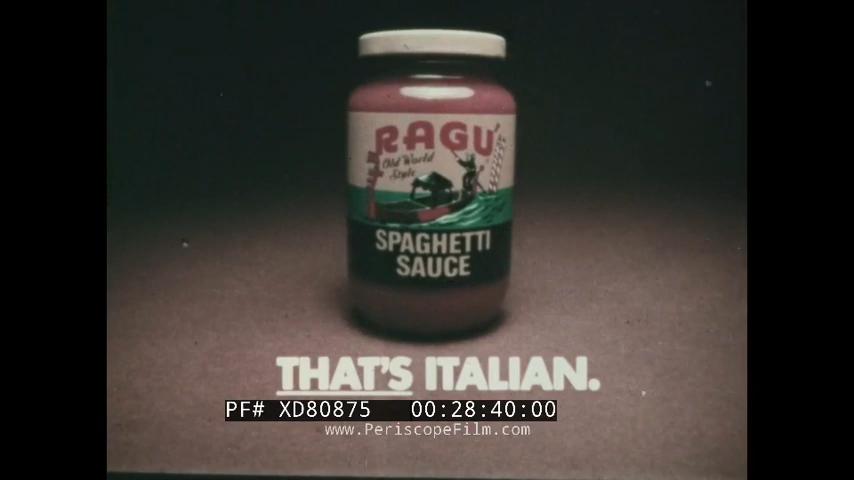 RAGU'
Old World
Style
SPAGHETTI
SAUCE
THAT'S ITALIAN.
PF# XD80875 00:28:40:00
www.PeriscopeFilm.com